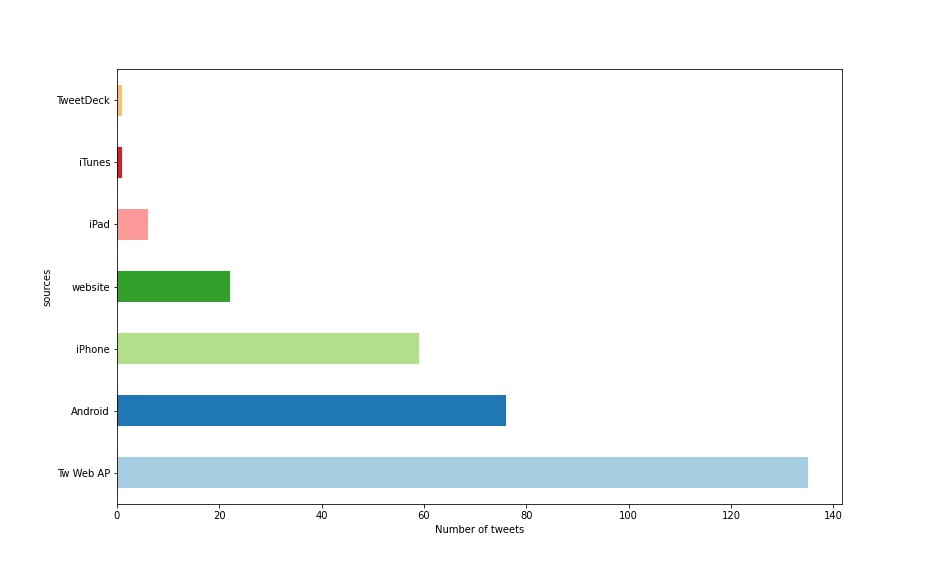 TweetDeck
iTunes
iPad
website
iPhone
Android
Tw Web AP
sources
0 20 40 60 80 100 120 140
Number of tweets